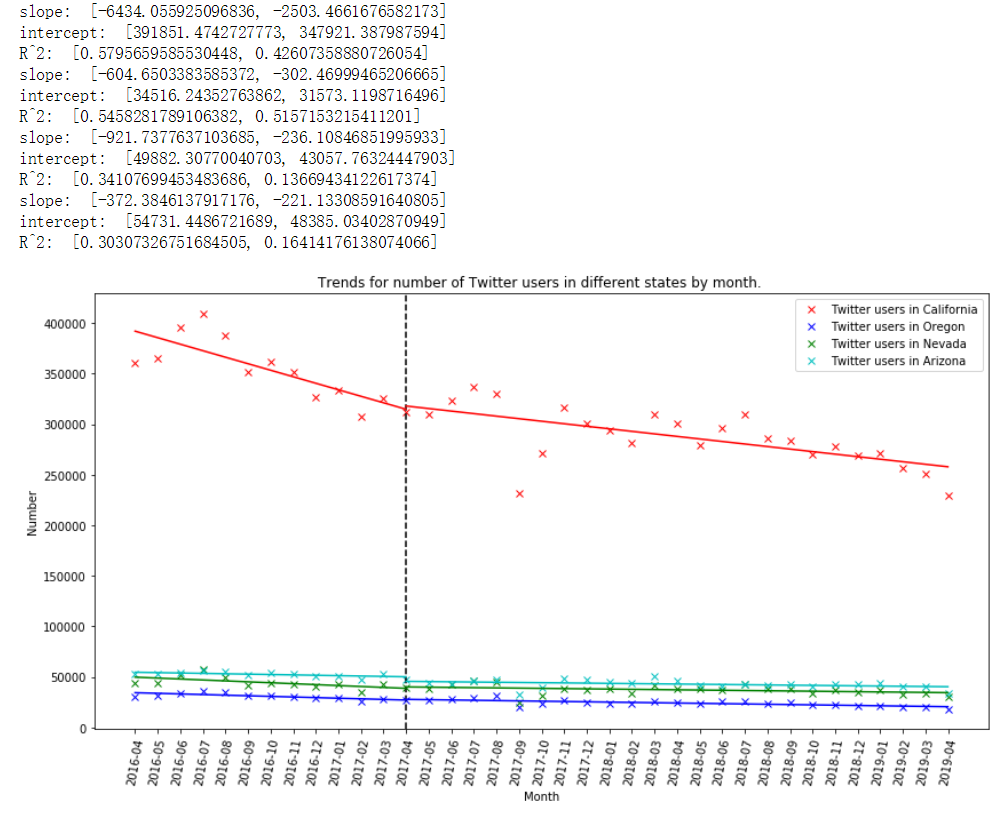 slope:  [-6434.055925096836, -2503.4661676582173]
intercept:  [391851.4742727773, 347921.387987594]
R^2:  [0.5795659585530448, 0.42607358880726054]
slope:  [-604.6503383585372, -302.46999465206665]
intercept:  [34516.24352763862, 31573.1198716496]
R^2:  [0.5458281789106382, 0.5157153215411201]
slope:  [-921.7377637103685, -236.10846851995933]
intercept:  [49882.30770040703, 43057.76324447903]
R^2:  [0.34107699453483686, 0.13669434122617374]
slope:  [-372.3846137917176, -221.13308591640805]
intercept:  [54731.4486721689, 48385.03402870949]
R^2:  [0.30307326751684505, 0.16414176138074066]
Trends for number of Twitter users in different states by month.
Twitter users in California
Twitter users in Oregon
Twitter users in Nevada
Twitter users in Arizona
400000
350000
300000
250000
200000
150000
100000
50000
0
Number
2016-04
2016-05
2016-06
2016-07
2016-08
2016-09
2016-10
2016-11
2016-12
2017-01
2017-02
2017-03
2017-04
2017-05
2017-06
2017-07
2017-08
2017-09
2017-10
2017-11
2017-12
2018-01
2018-02
2018-03
2018-04
2018-05
2018-06
2018-07
2018-08
2018-09
2018-10
2018-11
2018-12
2019-01
2019-02
2019-03
2019-04
Month